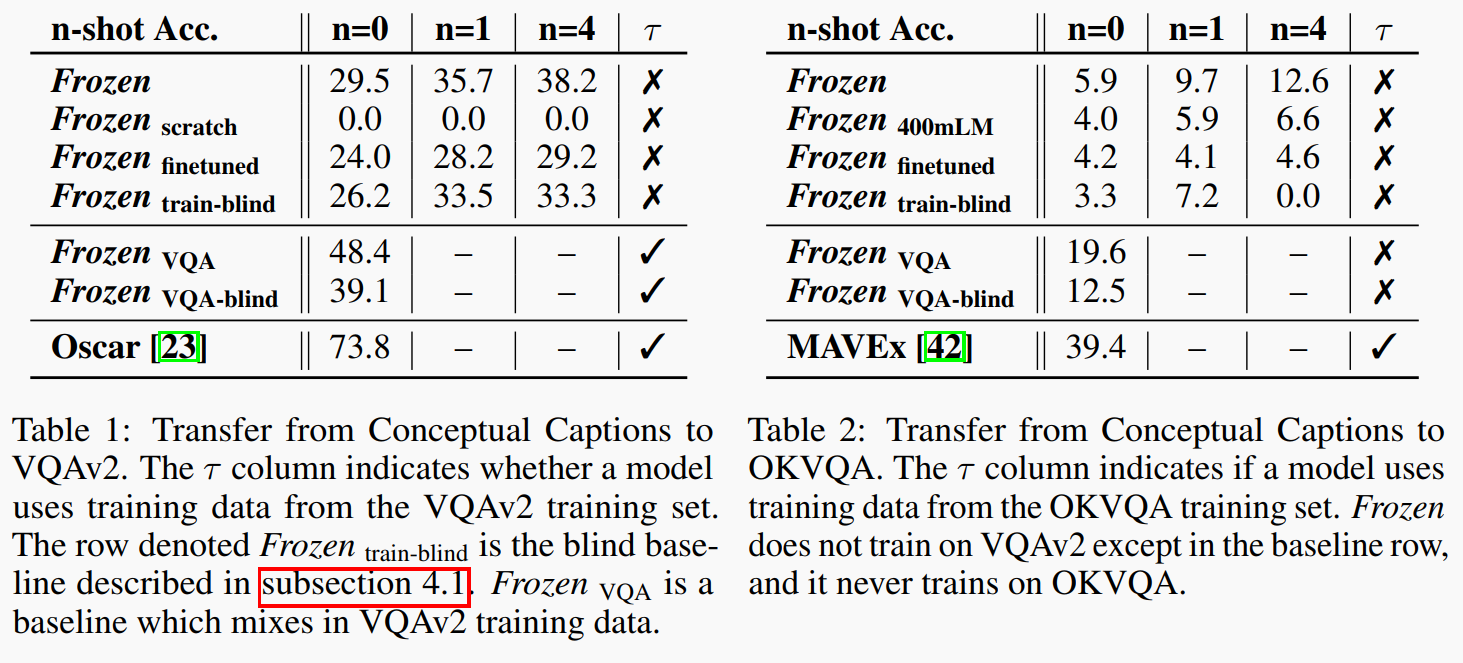 n-shot Acc. n=0 n=1 n=4 τ
Frozen 29.5 35.7 38.2 ✗
Frozen scratch 0.0 0.0 0.0 ✗
Frozen finetuned 24.0 28.2 29.2 ✗
Frozen train-blind 26.2 33.5 33.3 ✗
Frozen VQA 48.4 – – ✓
Frozen VQA-blind 39.1 – – ✓
Oscar [23] 73.8 – – ✓
Table 1: Transfer from Conceptual Captions to
VQAv2. The τ column indicates whether a model
uses training data from the VQAv2 training set.
The row denoted Frozen train-blind is the blind base-
line described in subsection 4.1. Frozen VQA is a
baseline which mixes in VQAv2 training data.
n-shot Acc. n=0 n=1 n=4 τ
Frozen 5.9 9.7 12.6 ✗
Frozen 400mLM 4.0 5.9 6.6 ✗
Frozen finetuned 4.2 4.1 4.6 ✗
Frozen train-blind 3.3 7.2 0.0 ✗
Frozen VQA 19.6 – – ✗
Frozen VQA-blind 12.5 – – ✗
MAVEx [42] 39.4 – – ✓
Table 2: Transfer from Conceptual Captions to
OKVQA. The τ column indicates if a model uses
training data from the OKVQA training set. Frozen
does not train on VQAv2 except in the baseline row,
and it never trains on OKVQA.